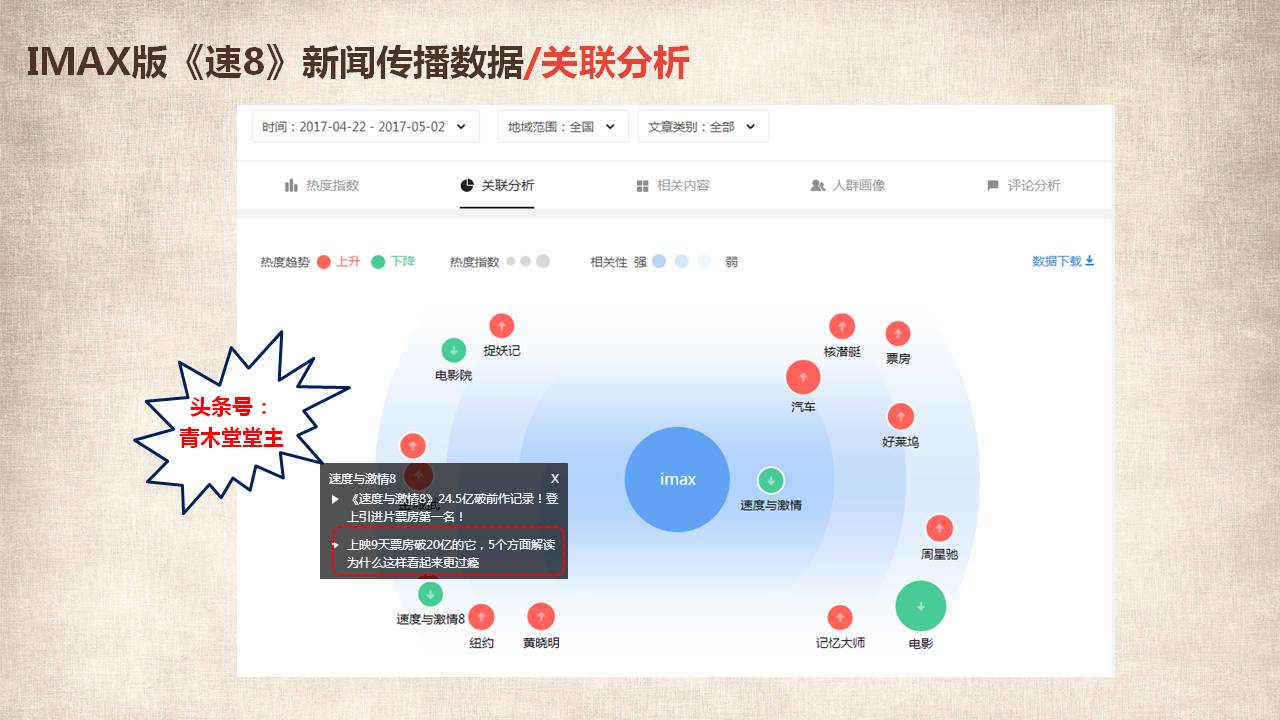 IMAX版《速8》新闻传播数据/关联分析
时间：2017-04-22 - 2017-05-02
地域范围：全国
文章类别：全部
热度指数
关联分析
相关内容
人群画像
评论分析
热度趋势 上升 下降
热度指数
相关性 强 弱
数据下载
捉妖记
电影院
核潜艇
票房
汽车
好莱坞
头条号：
青木堂堂主
imax
速度与激情
速度与激情8 X
《速度与激情8》24.5亿破前作记录！登
上引进片票房第一名！
上映9天票房破20亿的它，5个方面解读
为什么这样看起来更过瘾
周星驰
速度与激情8
纽约
黄晓明
记忆大师
电影